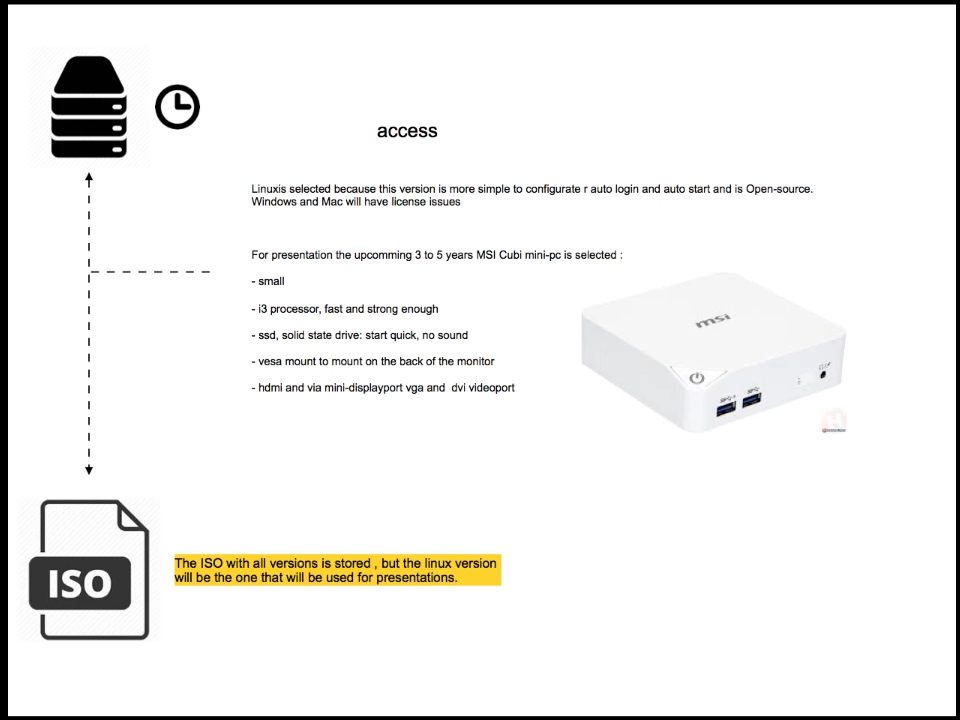 access
Linuxis selected because this version is more simple to configurate r auto login and auto start and is Open-source.
Windows and Mac will have license issues
For presentation the upcomming 3 to 5 years MSI Cubi mini-pc is selected :
- small
- i3 processor, fast and strong enough
- ssd, solid state drive: start quick, no sound
- vesa mount to mount on the back of the monitor
- hdmi and via mini-displayport vga and  dvi videoport
msi
ISO
The ISO with all versions is stored , but the linux version
will be the one that will be used for presentations.